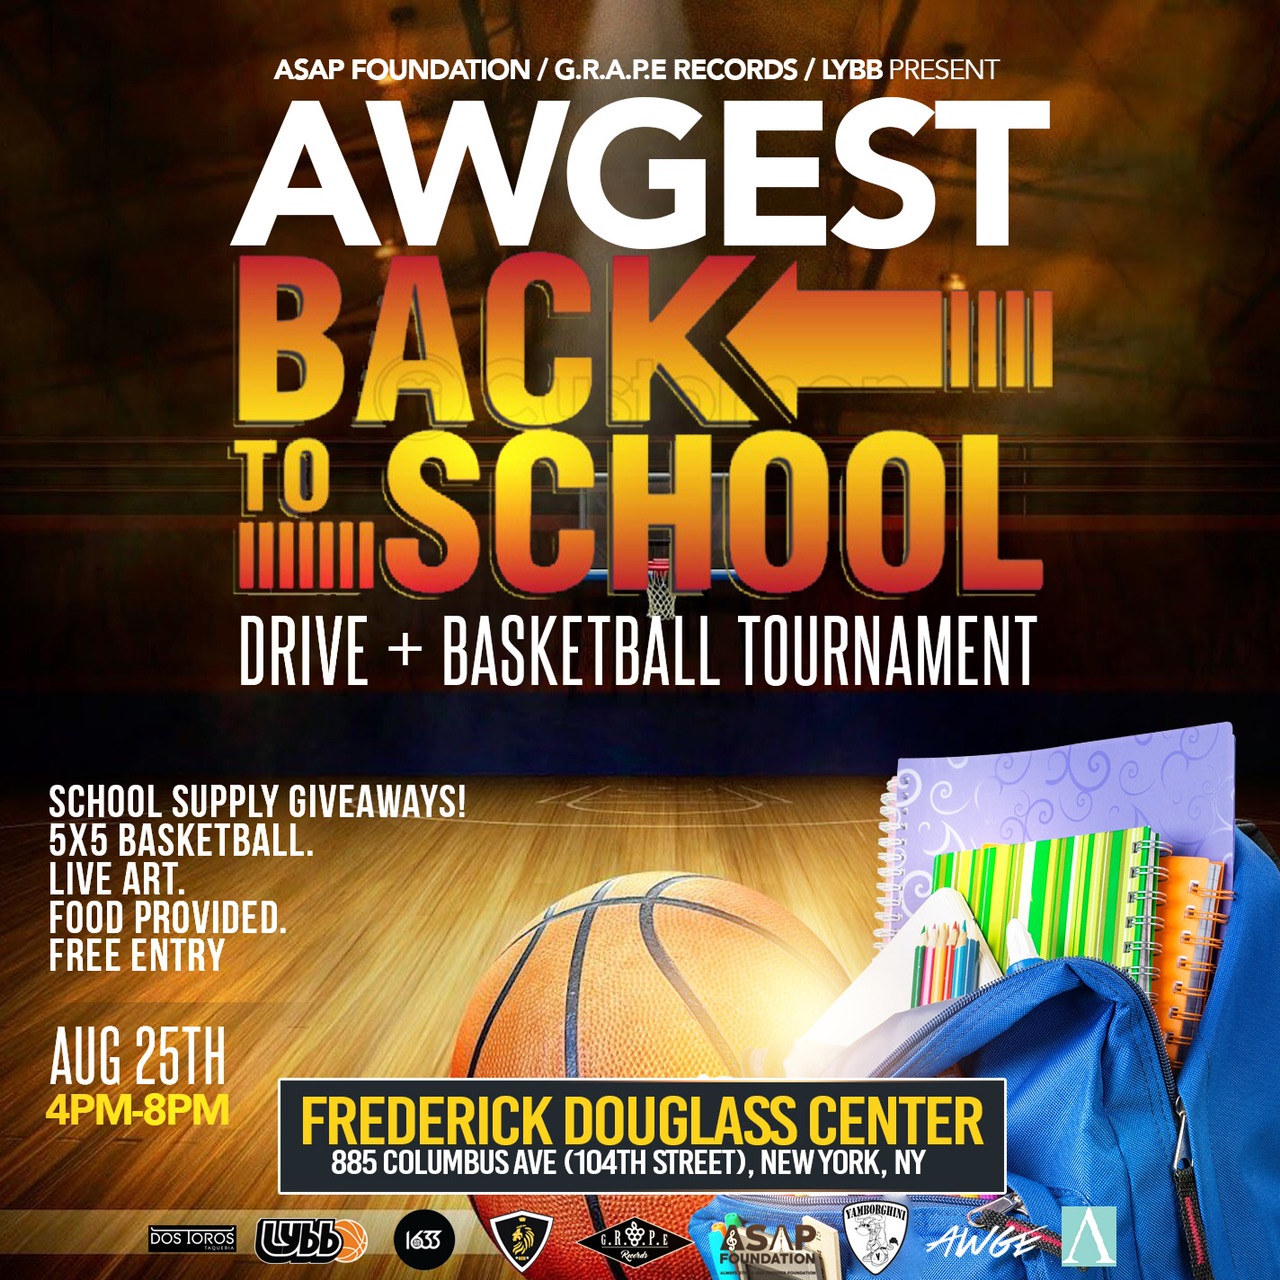 ASAP FOUNDATION / G.R.A.P.E RECORDS / LYBB PRESENT
AWGEST
BACK
TO SCHOOL
DRIVE + BASKETBALL TOURNAMENT
SCHOOL SUPPLY GIVEAWAYS!
5X5 BASKETBALL.
LIVE ART.
FOOD PROVIDED.
FREE ENTRY
AUG 25TH
4PM-8PM
FREDERICK DOUGLASS CENTER
885 COLUMBUS AVE (104TH STREET), NEW YORK, NY
DOS TOROS
TAQUERIA
LYBB
1633
G.R.A.P.E
Records
ASAP
FOUNDATION
YAMBORGHINI
AWGE